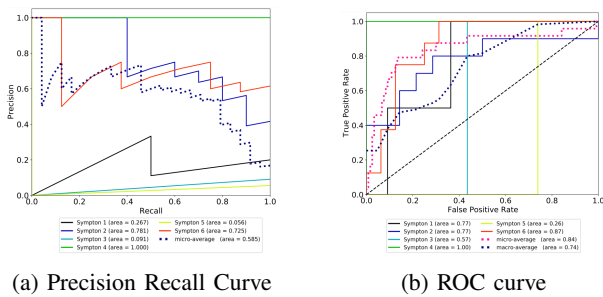 1.0
0.8
0.6
0.4
0.2
0.0
Precision
0.0 0.2 0.4 0.6 0.8 1.0
Recall
Sympton 1 (area = 0.267)
Sympton 2 (area = 0.781)
Sympton 3 (area = 0.091)
Sympton 4 (area = 1.000)
Sympton 5 (area = 0.056)
Sympton 6 (area = 0.725)
micro-average (area = 0.585)
(a) Precision Recall Curve
1.0
0.8
0.6
0.4
0.2
0.0
True Positive Rate
0.0 0.2 0.4 0.6 0.8 1.0
False Positive Rate
Sympton 1 (area = 0.77)
Sympton 2 (area = 0.77)
Sympton 3 (area = 0.57)
Sympton 4 (area = 1.00)
Sympton 5 (area = 0.26)
Sympton 6 (area = 0.87)
micro-average (area = 0.84)
macro-average (area = 0.74)
(b) ROC curve